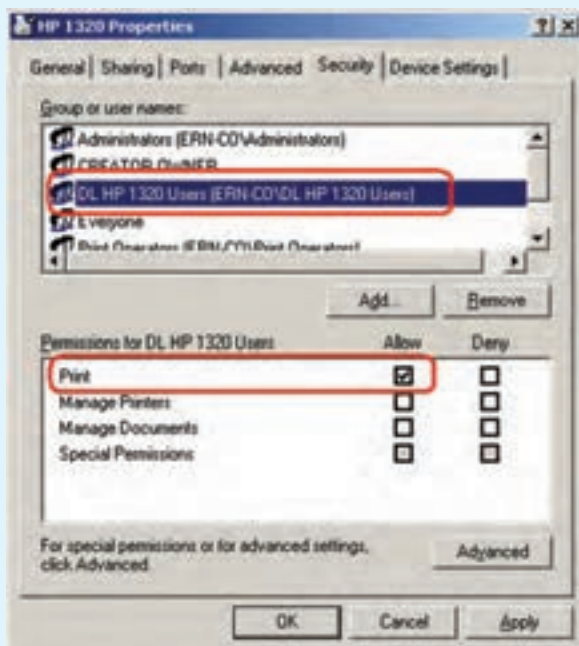 HP 1320 Properties
General Sharing Ports Advanced Security Device Settings
Group or user names:
Administrators (ERN-CO\Administrators)
CREATOR OWNER
DL HP 1320 Users (ERN-CO\DL HP 1320 Users)
Everyone
Print Operators (ERN-CO\Print Operators)
Add... Remove
Permissions for DL HP 1320 Users Allow Deny
Print
Manage Printers
Manage Documents
Special Permissions
For special permissions or for advanced settings,
click Advanced.
Advanced
OK Cancel Apply